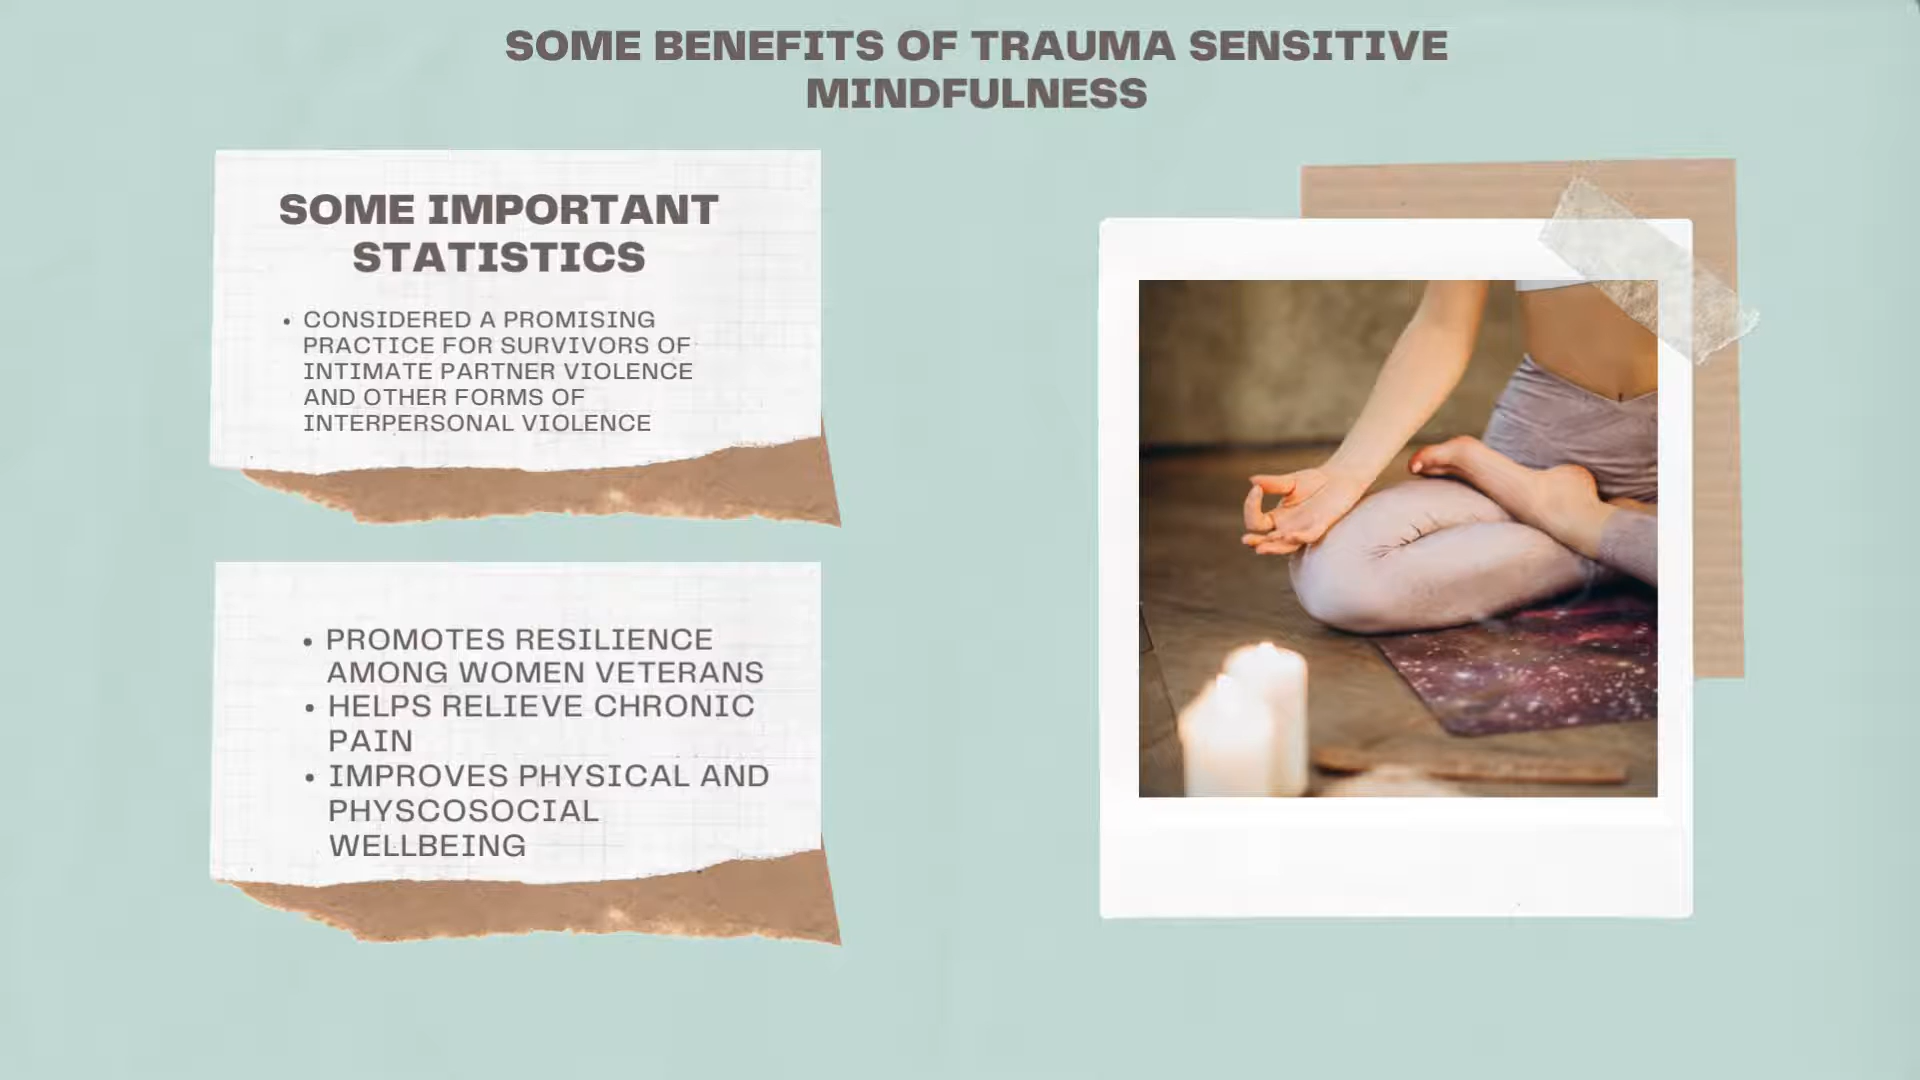 SOME BENEFITS OF TRAUMA SENSITIVE
MINDFULNESS
SOME IMPORTANT
STATISTICS
• CONSIDERED A PROMISING
PRACTICE FOR SURVIVORS OF
INTIMATE PARTNER VIOLENCE
AND OTHER FORMS OF
INTERPERSONAL VIOLENCE
• PROMOTES RESILIENCE
AMONG WOMEN VETERANS
• HELPS RELIEVE CHRONIC
PAIN
• IMPROVES PHYSICAL AND
PHYSCOSOCIAL
WELLBEING